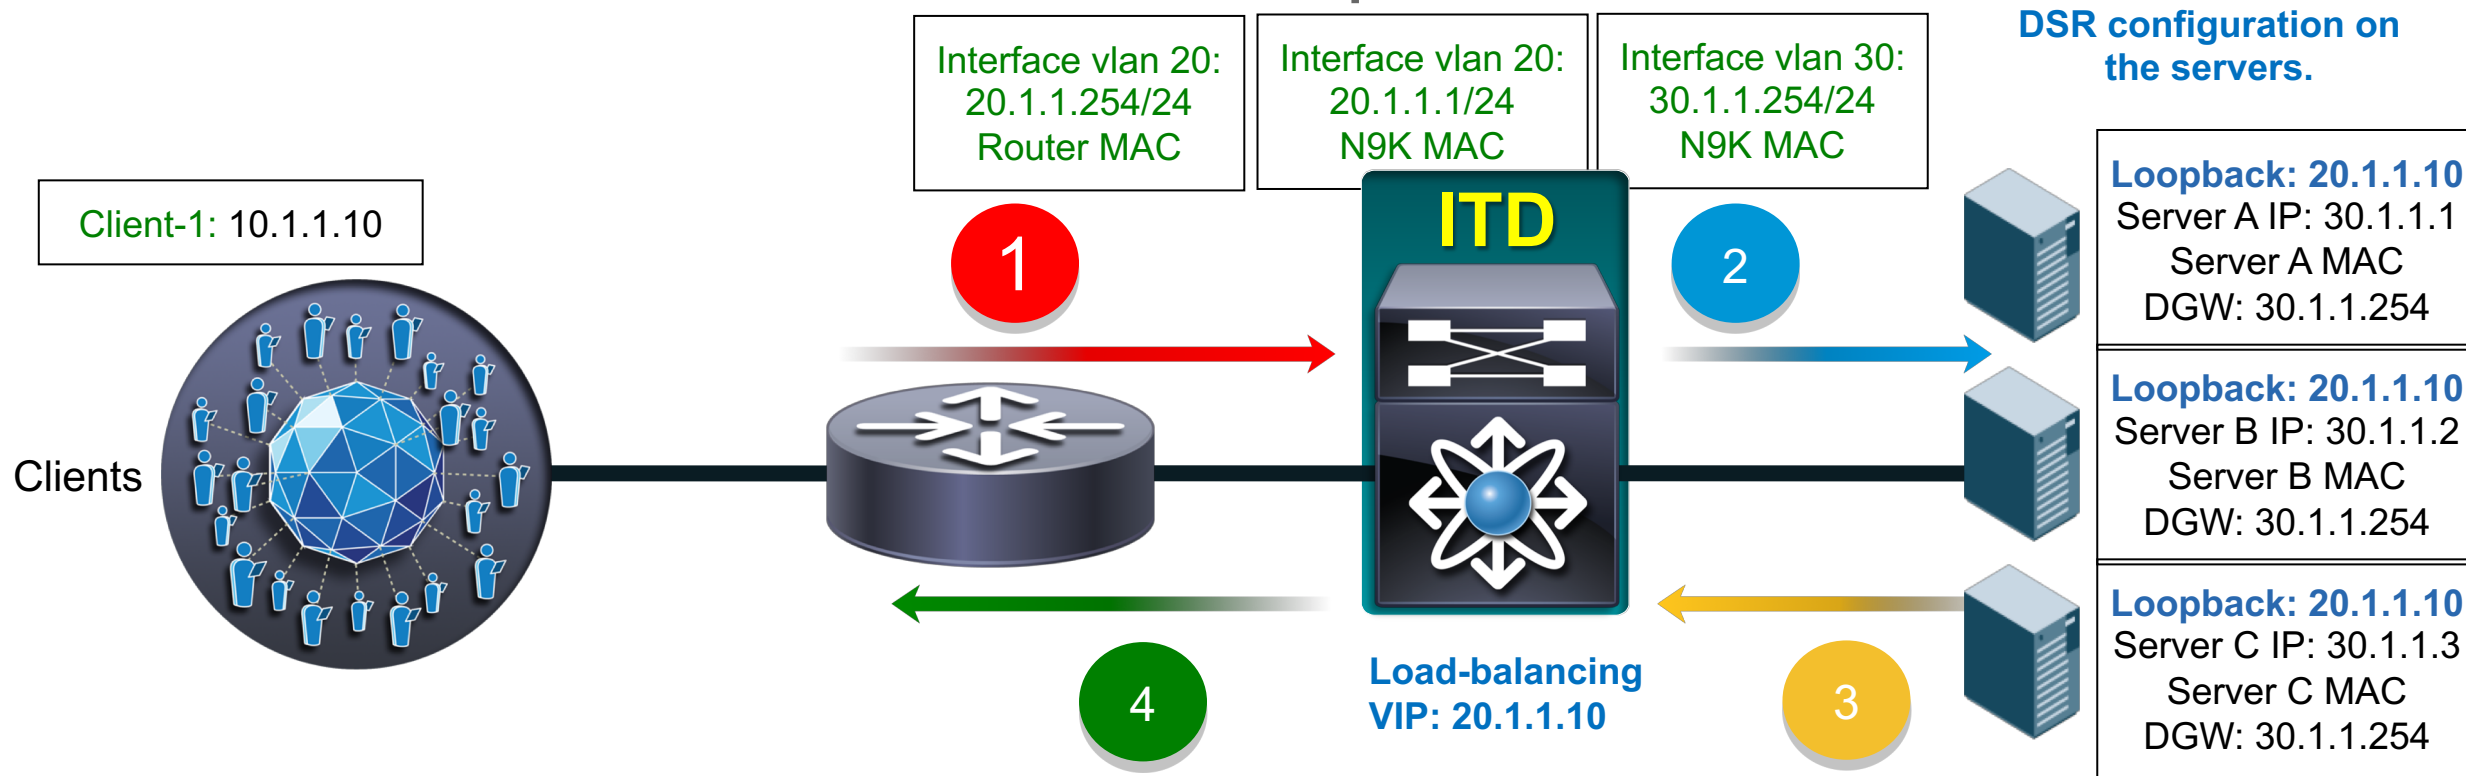 DSR configuration on
the servers.
Interface vlan 20:
20.1.1.254/24
Router MAC
Interface vlan 20:
20.1.1.1/24
N9K MAC
Interface vlan 30:
30.1.1.254/24
N9K MAC
Client-1: 10.1.1.10
ITD
1
2
Loopback: 20.1.1.10
Server A IP: 30.1.1.1
Server A MAC
DGW: 30.1.1.254
Loopback: 20.1.1.10
Server B IP: 30.1.1.2
Server B MAC
DGW: 30.1.1.254
Clients
Loopback: 20.1.1.10
Server C IP: 30.1.1.3
Server C MAC
DGW: 30.1.1.254
4
Load-balancing
VIP: 20.1.1.10
3